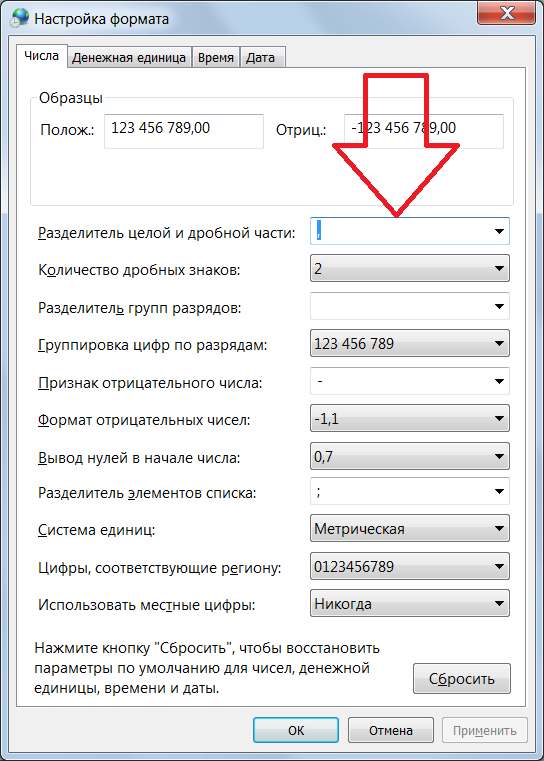 Настройка формата
Числа Денежная единица Время Дата
Образцы
Полож.: 123 456 789,00 Отриц.: -123 456 789,00
Разделитель целой и дробной части: ,
Количество дробных знаков: 2
Разделитель групп разрядов:
Группировка цифр по разрядам: 123 456 789
Признак отрицательного числа: -
Формат отрицательных чисел: -1,1
Вывод нулей в начале числа: 0,7
Разделитель элементов списка: ;
Система единиц: Метрическая
Цифры, соответствующие региону: 0123456789
Использовать местные цифры: Никогда
Нажмите кнопку "Сбросить", чтобы восстановить
параметры по умолчанию для чисел, денежной
единицы, времени и даты.
Сбросить
ОК Отмена Применить